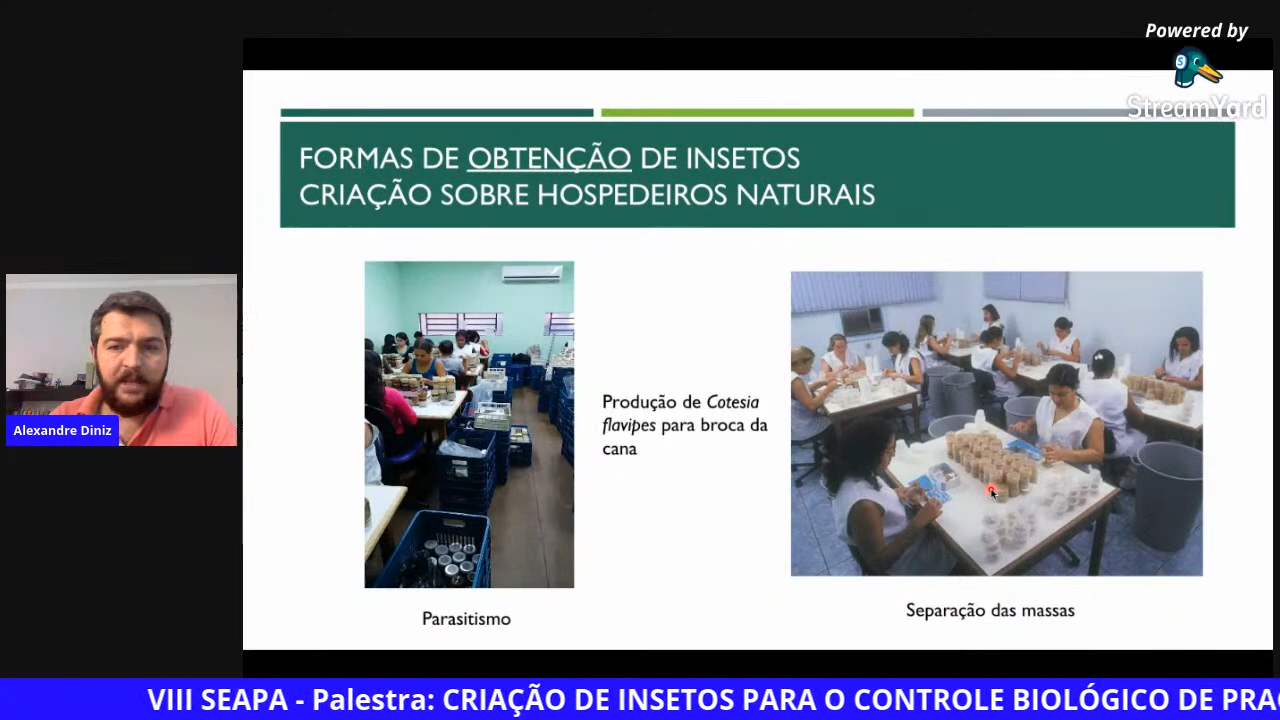 Powered by
StreamYard
FORMAS DE OBTENÇÃO DE INSETOS
CRIAÇÃO SOBRE HOSPEDEIROS NATURAIS
Produção de Cotesia
flavipes para broca da
cana
Alexandre Diniz
Parasitismo
Separação das massas
VIII SEAPA - Palestra: CRIAÇÃO DE INSETOS PARA O CONTROLE BIOLÓGICO DE PRA